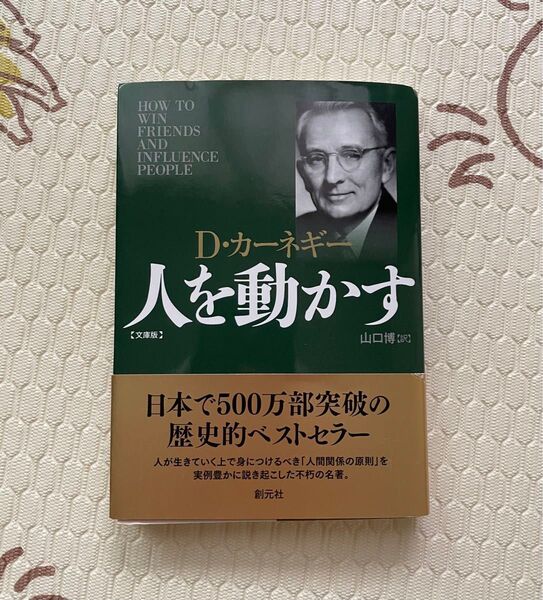 HOW TO
WIN
FRIENDS
AND
INFLUENCE
PEOPLE
D・カーネギー
人を動かす
【文庫版】
山口博【訳】
日本で500万部突破の
歴史的ベストセラー
人が生きていく上で身につけるべき「人間関係の原則」を
実例豊かに説き起こした不朽の名著。
創元社